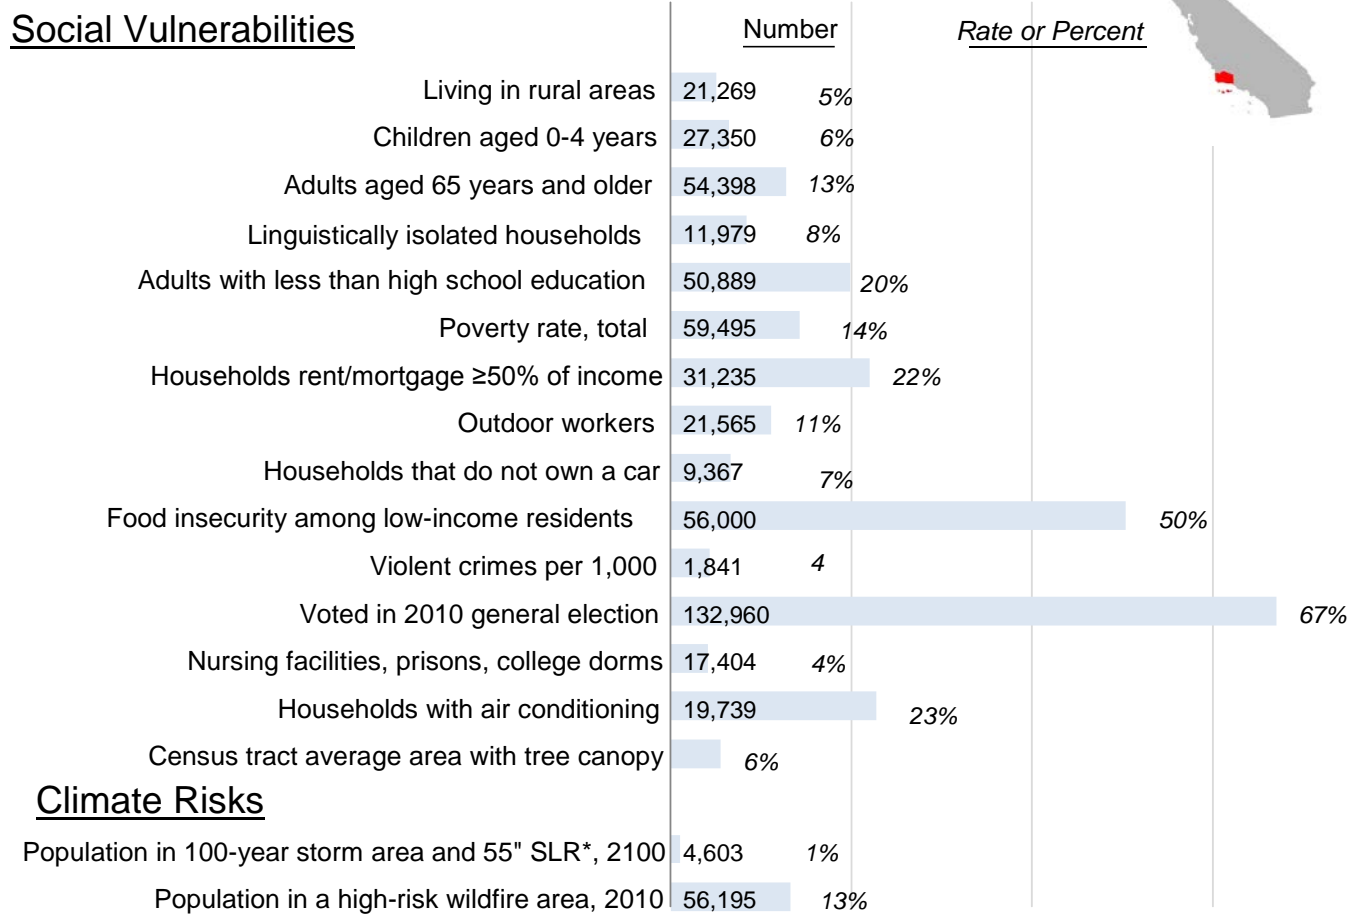 Social Vulnerabilities Number Rate or Percent
Living in rural areas 21,269 5%
Children aged 0-4 years 27,350 6%
Adults aged 65 years and older 54,398 13%
Linguistically isolated households 11,979 8%
Adults with less than high school education 50,889 20%
Poverty rate, total 59,495 14%
Households rent/mortgage ≥50% of income 31,235 22%
Outdoor workers 21,565 11%
Households that do not own a car 9,367 7%
Food insecurity among low-income residents 56,000 50%
Violent crimes per 1,000 1,841 4
Voted in 2010 general election 132,960 67%
Nursing facilities, prisons, college dorms 17,404 4%
Households with air conditioning 19,739 23%
Census tract average area with tree canopy 6%
Climate Risks
Population in 100-year storm area and 55" SLR*, 2100 4,603 1%
Population in a high-risk wildfire area, 2010 56,195 13%